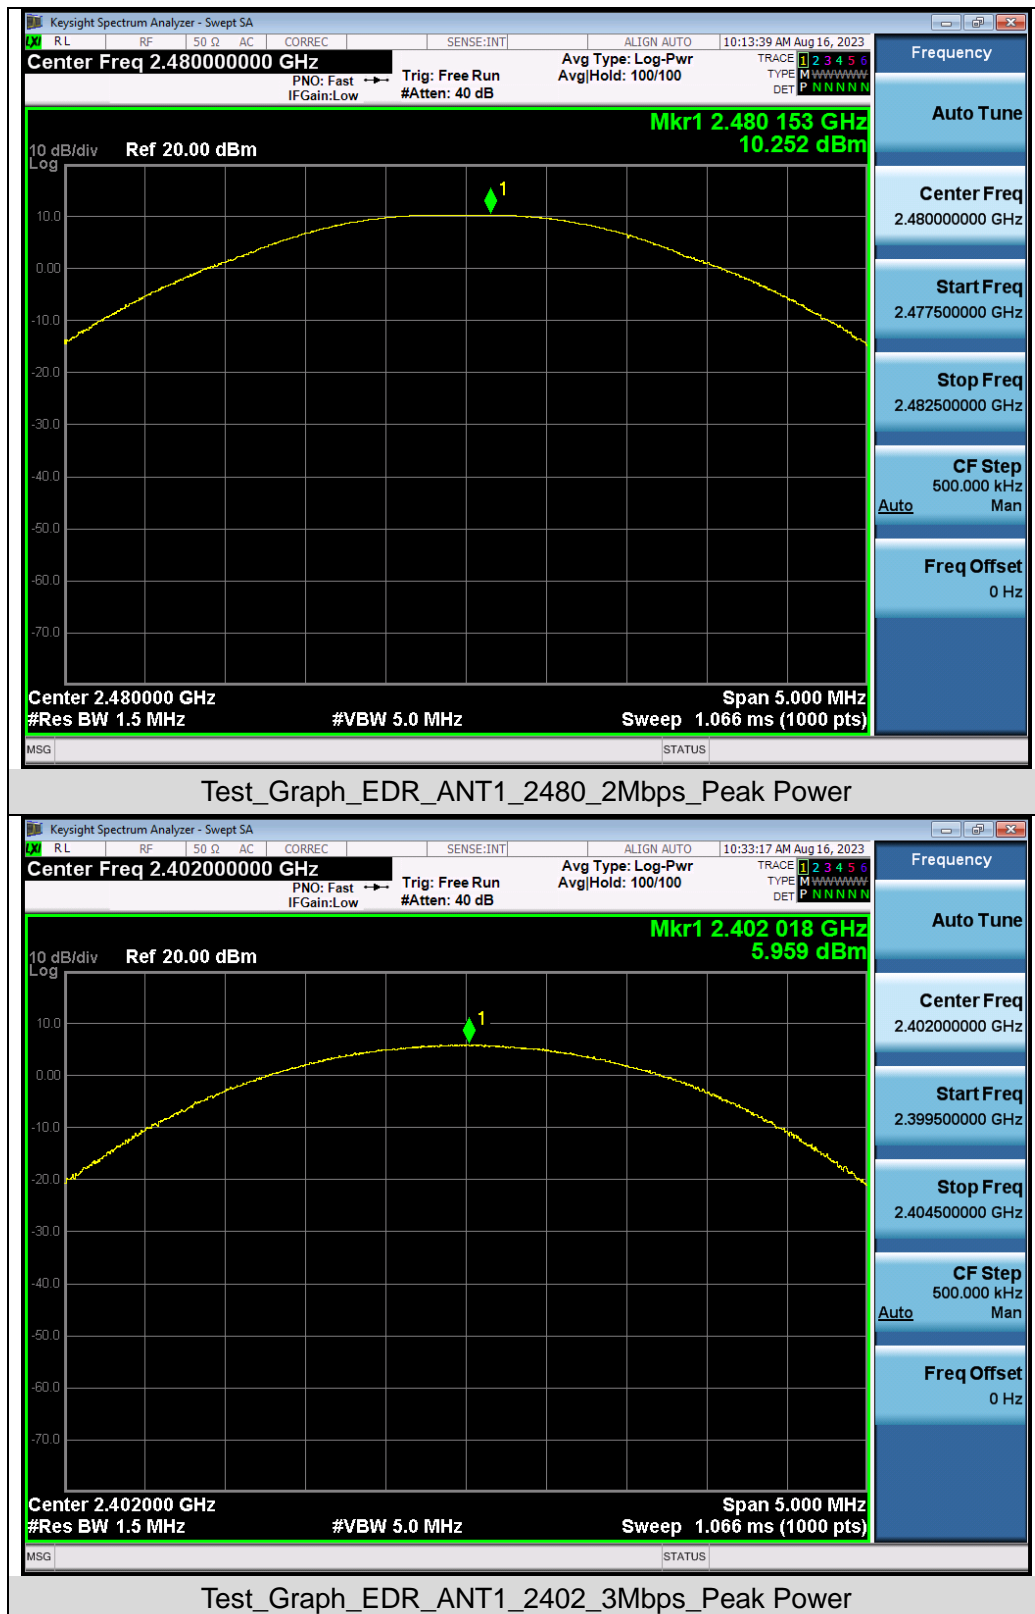 Keysight Spectrum Analyzer - Swept SA
LXI RL RF 50 Ω AC CORREC SENSE:INT ALIGN AUTO 10:13:39 AM Aug 16, 2023
Center Freq 2.480000000 GHz
PNO: Fast
IFGain:Low
Trig: Free Run
#Atten: 40 dB
Avg Type: Log-Pwr
Avg|Hold: 100/100
TRACE 1 2 3 4 5 6
TYPE M WWWWW
DET P N N N N N
Frequency
Mkr1 2.480 153 GHz
10.252 dBm
10 dB/div Ref 20.00 dBm
Log
1
10.0
0.00
-10.0
-20.0
-30.0
-40.0
-50.0
-60.0
-70.0
Center 2.480000 GHz Span 5.000 MHz
#Res BW 1.5 MHz #VBW 5.0 MHz Sweep 1.066 ms (1000 pts)
MSG STATUS
Auto Tune
Center Freq
2.480000000 GHz
Start Freq
2.477500000 GHz
Stop Freq
2.482500000 GHz
CF Step
500.000 kHz
Auto Man
Freq Offset
0 Hz
Test_Graph_EDR_ANT1_2480_2Mbps_Peak Power
Keysight Spectrum Analyzer - Swept SA
LXI RL RF 50 Ω AC CORREC SENSE:INT ALIGN AUTO 10:33:17 AM Aug 16, 2023
Center Freq 2.402000000 GHz
PNO: Fast
IFGain:Low
Trig: Free Run
#Atten: 40 dB
Avg Type: Log-Pwr
Avg|Hold: 100/100
TRACE 1 2 3 4 5 6
TYPE M WWWWW
DET P N N N N N
Frequency
Mkr1 2.402 018 GHz
5.959 dBm
10 dB/div Ref 20.00 dBm
Log
1
10.0
0.00
-10.0
-20.0
-30.0
-40.0
-50.0
-60.0
-70.0
Center 2.402000 GHz Span 5.000 MHz
#Res BW 1.5 MHz #VBW 5.0 MHz Sweep 1.066 ms (1000 pts)
MSG STATUS
Auto Tune
Center Freq
2.402000000 GHz
Start Freq
2.399500000 GHz
Stop Freq
2.404500000 GHz
CF Step
500.000 kHz
Auto Man
Freq Offset
0 Hz
Test_Graph_EDR_ANT1_2402_3Mbps_Peak Power